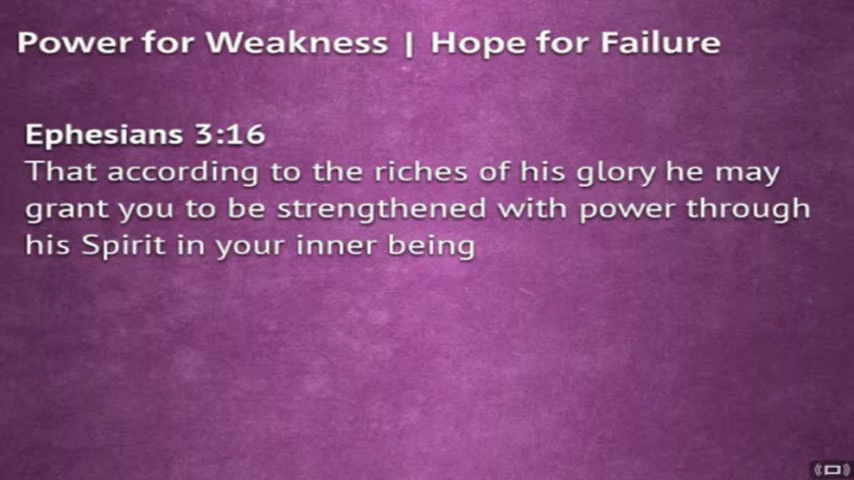 Power for Weakness | Hope for Failure
Ephesians 3:16
That according to the riches of his glory he may
grant you to be strengthened with power through
his Spirit in your inner being